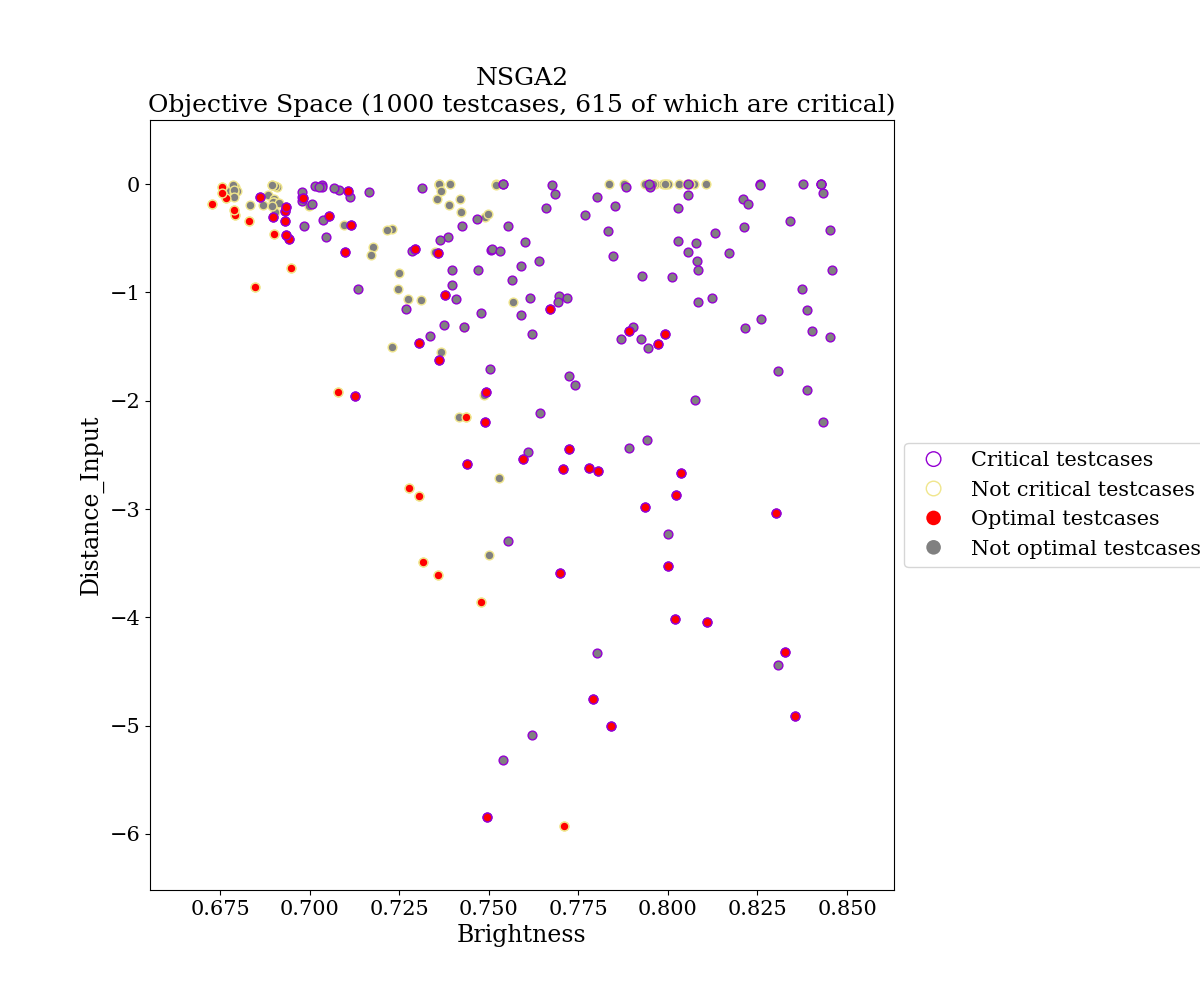 NSGA2
Objective Space (1000 testcases, 615 of which are critical)
0
−1
−2
−3
−4
−5
−6
Distance_Input
0.675 0.700 0.725 0.750 0.775 0.800 0.825 0.850
Brightness
Critical testcases
Not critical testcases
Optimal testcases
Not optimal testcases